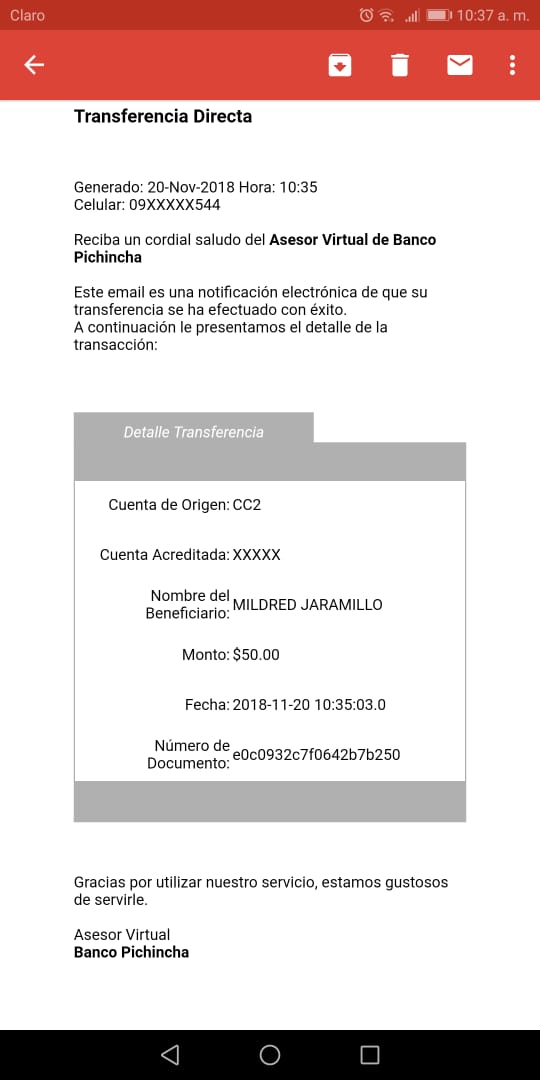 Claro 10:37 a. m.
Transferencia Directa
Generado: 20-Nov-2018 Hora: 10:35
Celular: 09XXXXX544
Reciba un cordial saludo del Asesor Virtual de Banco
Pichincha
Este email es una notificación electrónica de que su
transferencia se ha efectuado con éxito.
A continuación le presentamos el detalle de la
transacción:
Detalle Transferencia
Cuenta de Origen: CC2
Cuenta Acreditada: XXXXX
Nombre del
Beneficiario: MILDRED JARAMILLO
Monto: $50.00
Fecha: 2018-11-20 10:35:03.0
Número de
Documento: e0c0932c7f0642b7b250
Gracias por utilizar nuestro servicio, estamos gustosos
de servirle.
Asesor Virtual
Banco Pichincha